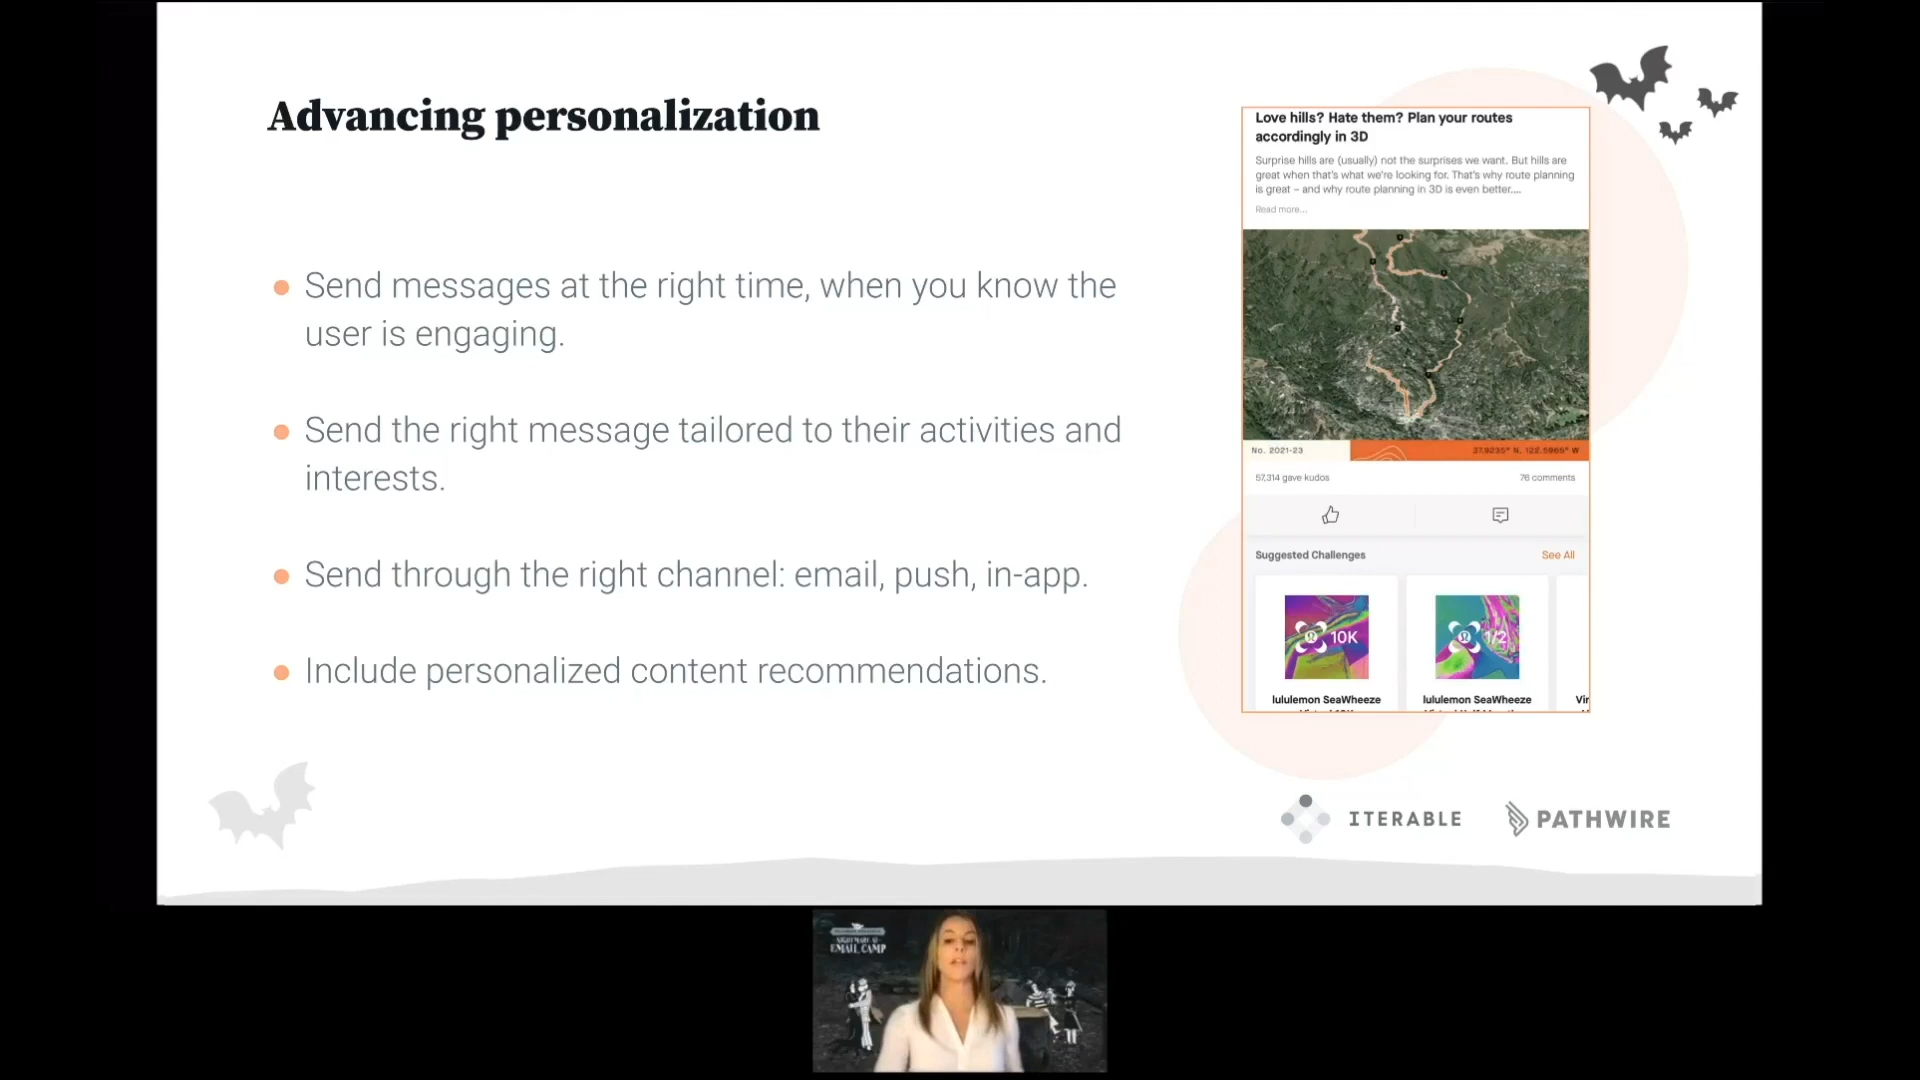 Advancing personalization
Send messages at the right time, when you know the
user is engaging.
Send the right message tailored to their activities and
interests.
Send through the right channel: email, push, in-app.
Include personalized content recommendations.
Love hills? Hate them? Plan your routes
accordingly in 3D
Surprise hills are (usually) not the surprises we want. But hills are
great when that's what we're looking for. That's why route planning
is great – and why route planning in 3D is even better....
Read more...
No. 2021-23
37.9235° N, 122.5965° W
57,314 gave kudos
76 comments
Suggested Challenges
See All
10K
1/2
lululemon SeaWheeze
lululemon SeaWheeze
Vir
ITERABLE
PATHWIRE
NIGHTMARE AT
EMAIL CAMP